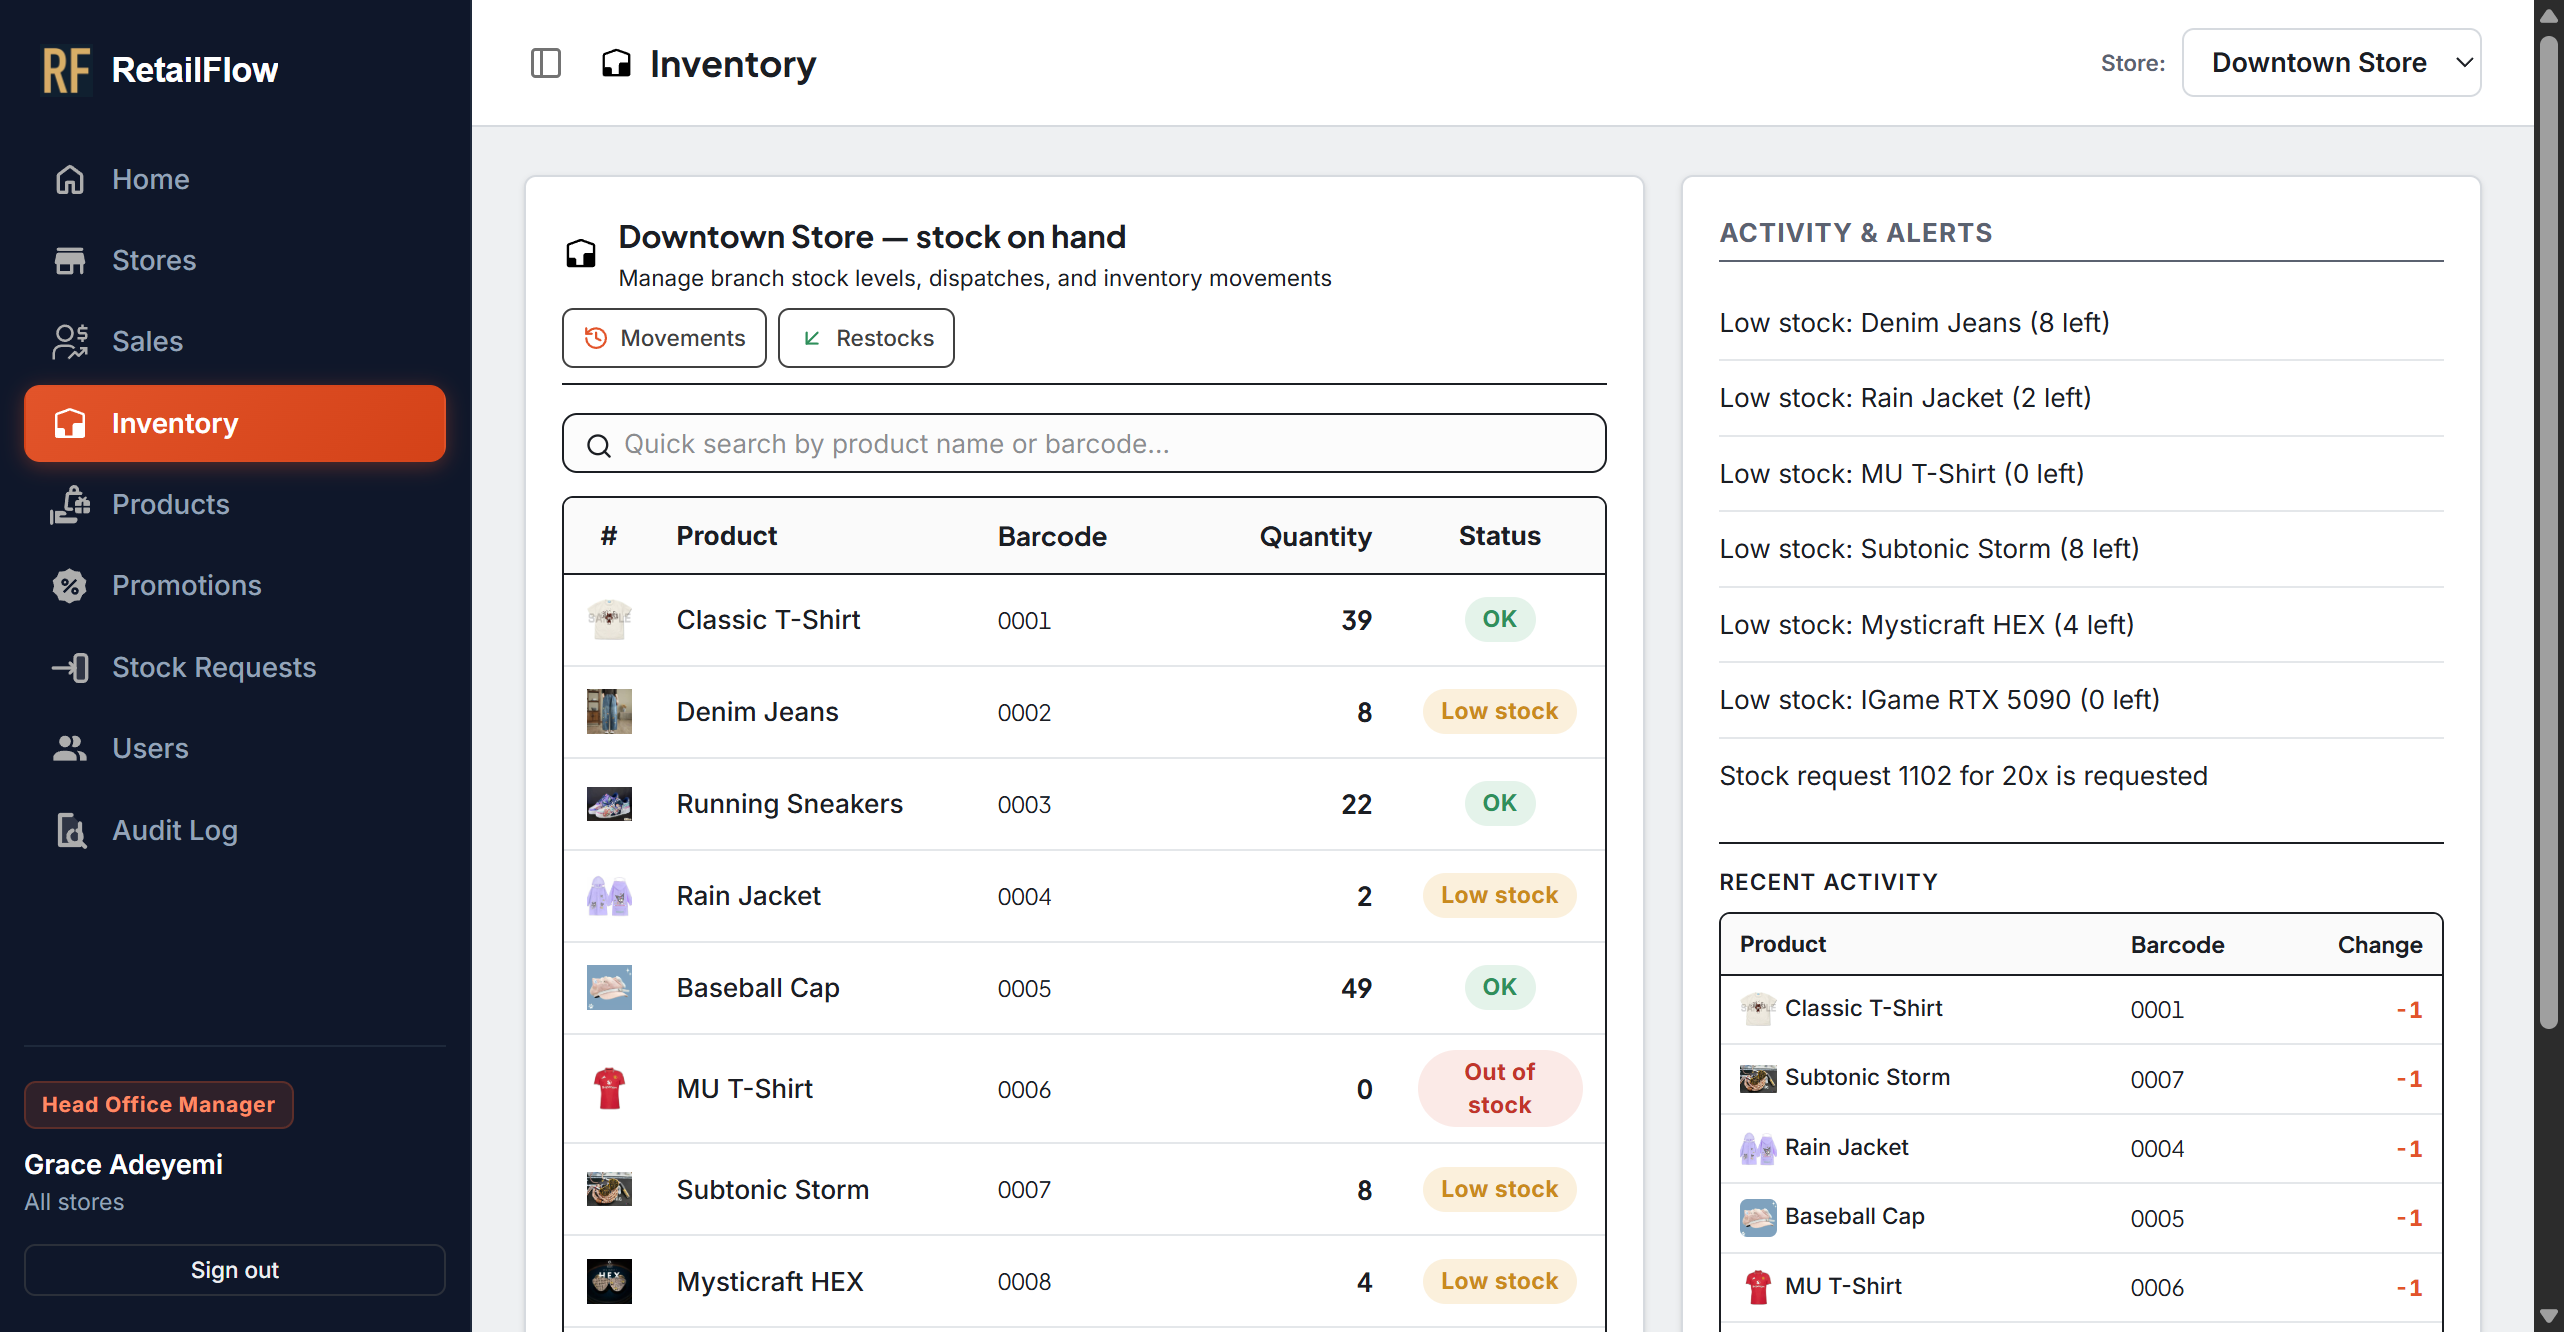 RF RetailFlow
Home
Stores
Sales
Inventory
Products
Promotions
Stock Requests
Users
Audit Log
Head Office Manager
Grace Adeyemi
All stores
Sign out
Inventory
Store: Downtown Store
Downtown Store — stock on hand
Manage branch stock levels, dispatches, and inventory movements
Movements Restocks
Quick search by product name or barcode...
# Product Barcode Quantity Status
Classic T-Shirt 0001 39 OK
Denim Jeans 0002 8 Low stock
Running Sneakers 0003 22 OK
Rain Jacket 0004 2 Low stock
Baseball Cap 0005 49 OK
MU T-Shirt 0006 0 Out of stock
Subtonic Storm 0007 8 Low stock
HEX
Mysticraft HEX 0008 4 Low stock
ACTIVITY & ALERTS
Low stock: Denim Jeans (8 left)
Low stock: Rain Jacket (2 left)
Low stock: MU T-Shirt (0 left)
Low stock: Subtonic Storm (8 left)
Low stock: Mysticraft HEX (4 left)
Low stock: IGame RTX 5090 (0 left)
Stock request 1102 for 20x is requested
RECENT ACTIVITY
Product Barcode Change
Classic T-Shirt 0001 -1
Subtonic Storm 0007 -1
Rain Jacket 0004 -1
Baseball Cap 0005 -1
MU T-Shirt 0006 -1